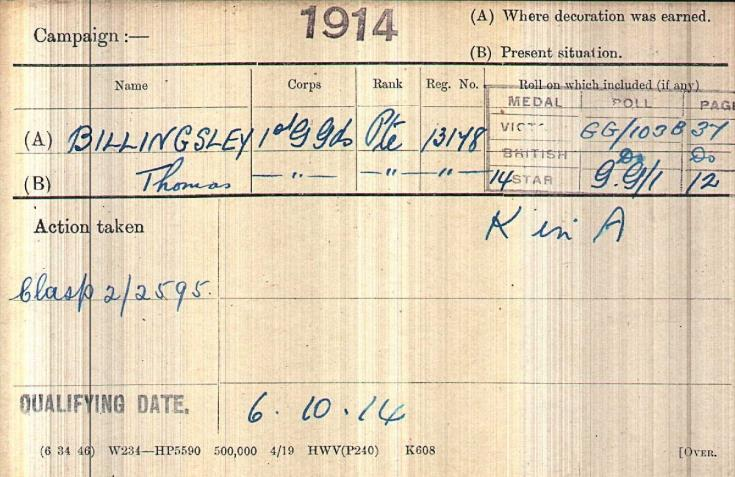 Campaign :— 1914
(A) Where decoration was earned.
(B) Present situation.
Name Corps Rank Reg. No. Roll on which included (if any)
MEDAL ROLL PAGE
(A) BILLINGSLEY 1st G Gds Pte 13178 VICT GG/103B 37
BRITISH Do Do
(B) Thomas —"— —"— —"— 14 STAR G.G/1 12
Action taken K in A
Clasp 2/2595.
QUALIFYING DATE. 6.10.14
(6 34 46) W234—HP5590 500,000 4/19 HWV(P240) K608 [OVER.